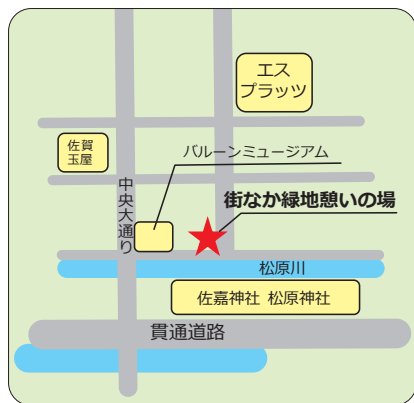 エス
プラッツ
佐賀
玉屋
バルーンミュージアム
中央大通り
街なか緑地憩いの場
松原川
佐嘉神社 松原神社
貫通道路